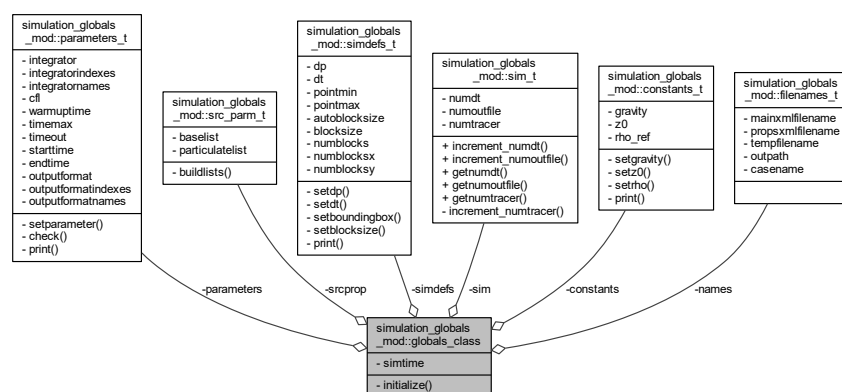 simulation_globals
_mod::parameters_t
- integrator
- integratorindexes
- integratornames
- cfl
- warmuptime
- timemax
- timeout
- starttime
- endtime
- outputformat
- outputformatindexes
- outputformatnames
- setparameter()
- check()
- print()
simulation_globals
_mod::src_parm_t
- baselist
- particulatelist
- buildlists()
simulation_globals
_mod::simdefs_t
- dp
- dt
- pointmin
- pointmax
- autoblocksize
- blocksize
- numblocks
- numblocksx
- numblocksy
- setdp()
- setdt()
- setboundingbox()
- setblocksize()
- print()
simulation_globals
_mod::sim_t
- numdt
- numoutfile
- numtracer
+ increment_numdt()
+ increment_numoutfile()
+ getnumdt()
+ getnumoutfile()
+ getnumtracer()
- increment_numtracer()
simulation_globals
_mod::constants_t
- gravity
- z0
- rho_ref
- setgravity()
- setz0()
- setrho()
- print()
simulation_globals
_mod::filenames_t
- mainxmlfilename
- propsxmlfilename
- tempfilename
- outpath
- casename
-parameters
-srcprop
-simdefs
-sim
-constants
-names
simulation_globals
_mod::globals_class
- simtime
- initialize()